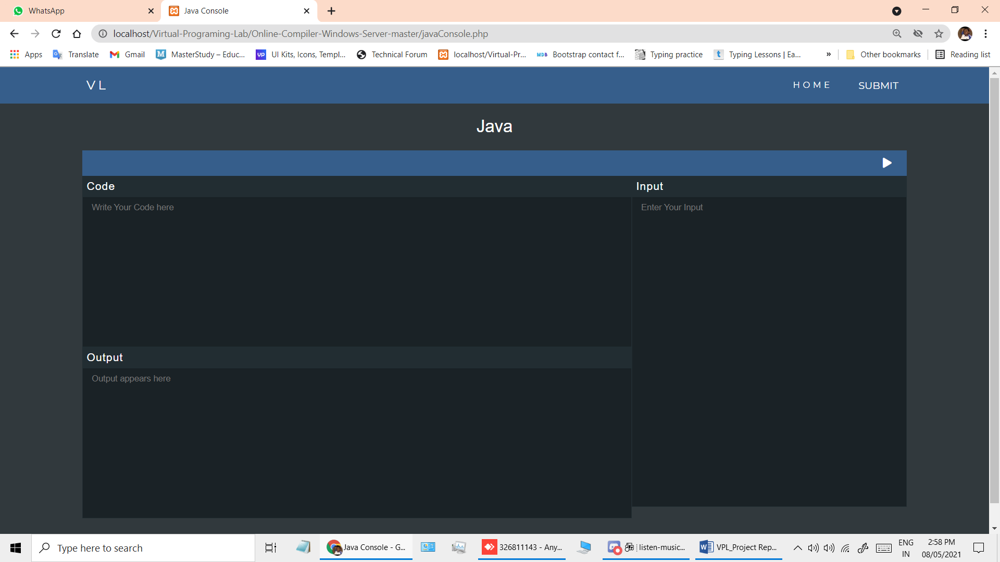 WhatsApp
Java Console
localhost/Virtual-Programing-Lab/Online-Compiler-Windows-Server-master/javaConsole.php
Apps Translate Gmail MasterStudy – Educ... UI Kits, Icons, Templ... Technical Forum localhost/Virtual-Pr... Bootstrap contact f... Typing practice Typing Lessons | Ea... » Other bookmarks Reading list
VL HOME SUBMIT
Java
Code Input
Write Your Code here Enter Your Input
Output
Output appears here
Type here to search
Java Console - G...
326811143 - Any...
listen-music...
VPL_Project Rep...
ENG
IN
2:58 PM
08/05/2021